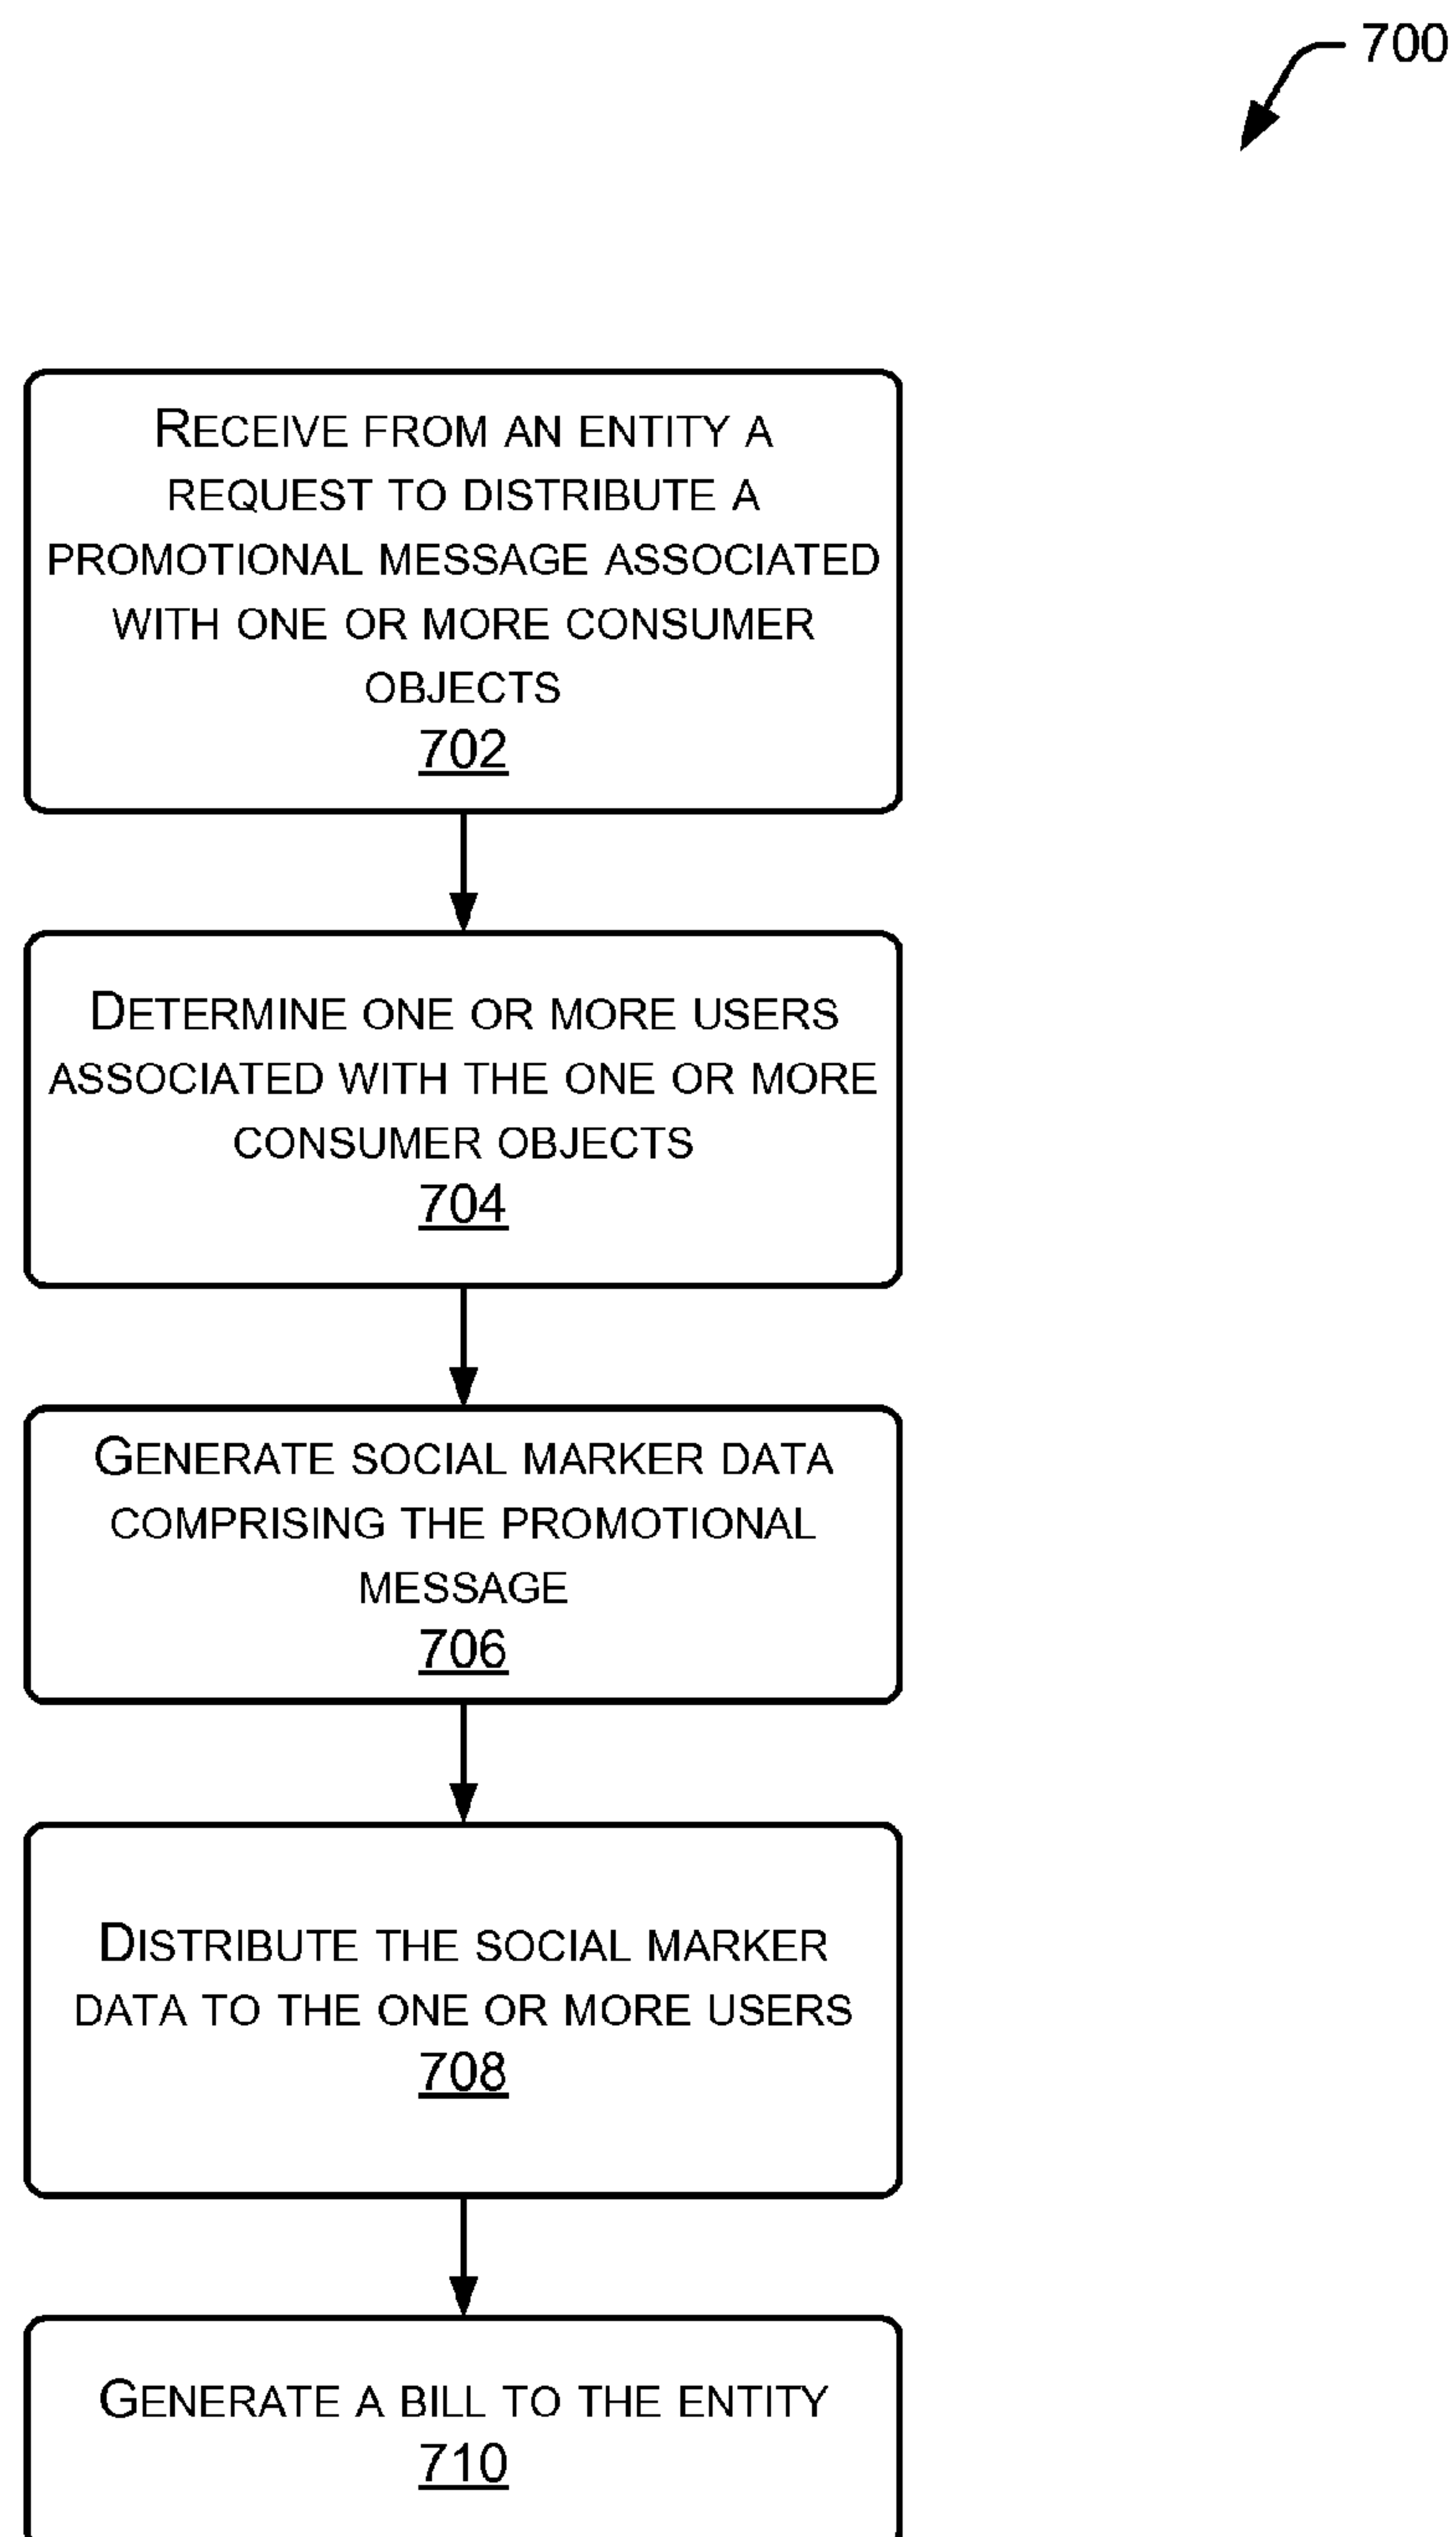 700
RECEIVE FROM AN ENTITY A
REQUEST TO DISTRIBUTE A
PROMOTIONAL MESSAGE ASSOCIATED
WITH ONE OR MORE CONSUMER
OBJECTS
702
DETERMINE ONE OR MORE USERS
ASSOCIATED WITH THE ONE OR MORE
CONSUMER OBJECTS
704
GENERATE SOCIAL MARKER DATA
COMPRISING THE PROMOTIONAL
MESSAGE
706
DISTRIBUTE THE SOCIAL MARKER
DATA TO THE ONE OR MORE USERS
708
GENERATE A BILL TO THE ENTITY
710